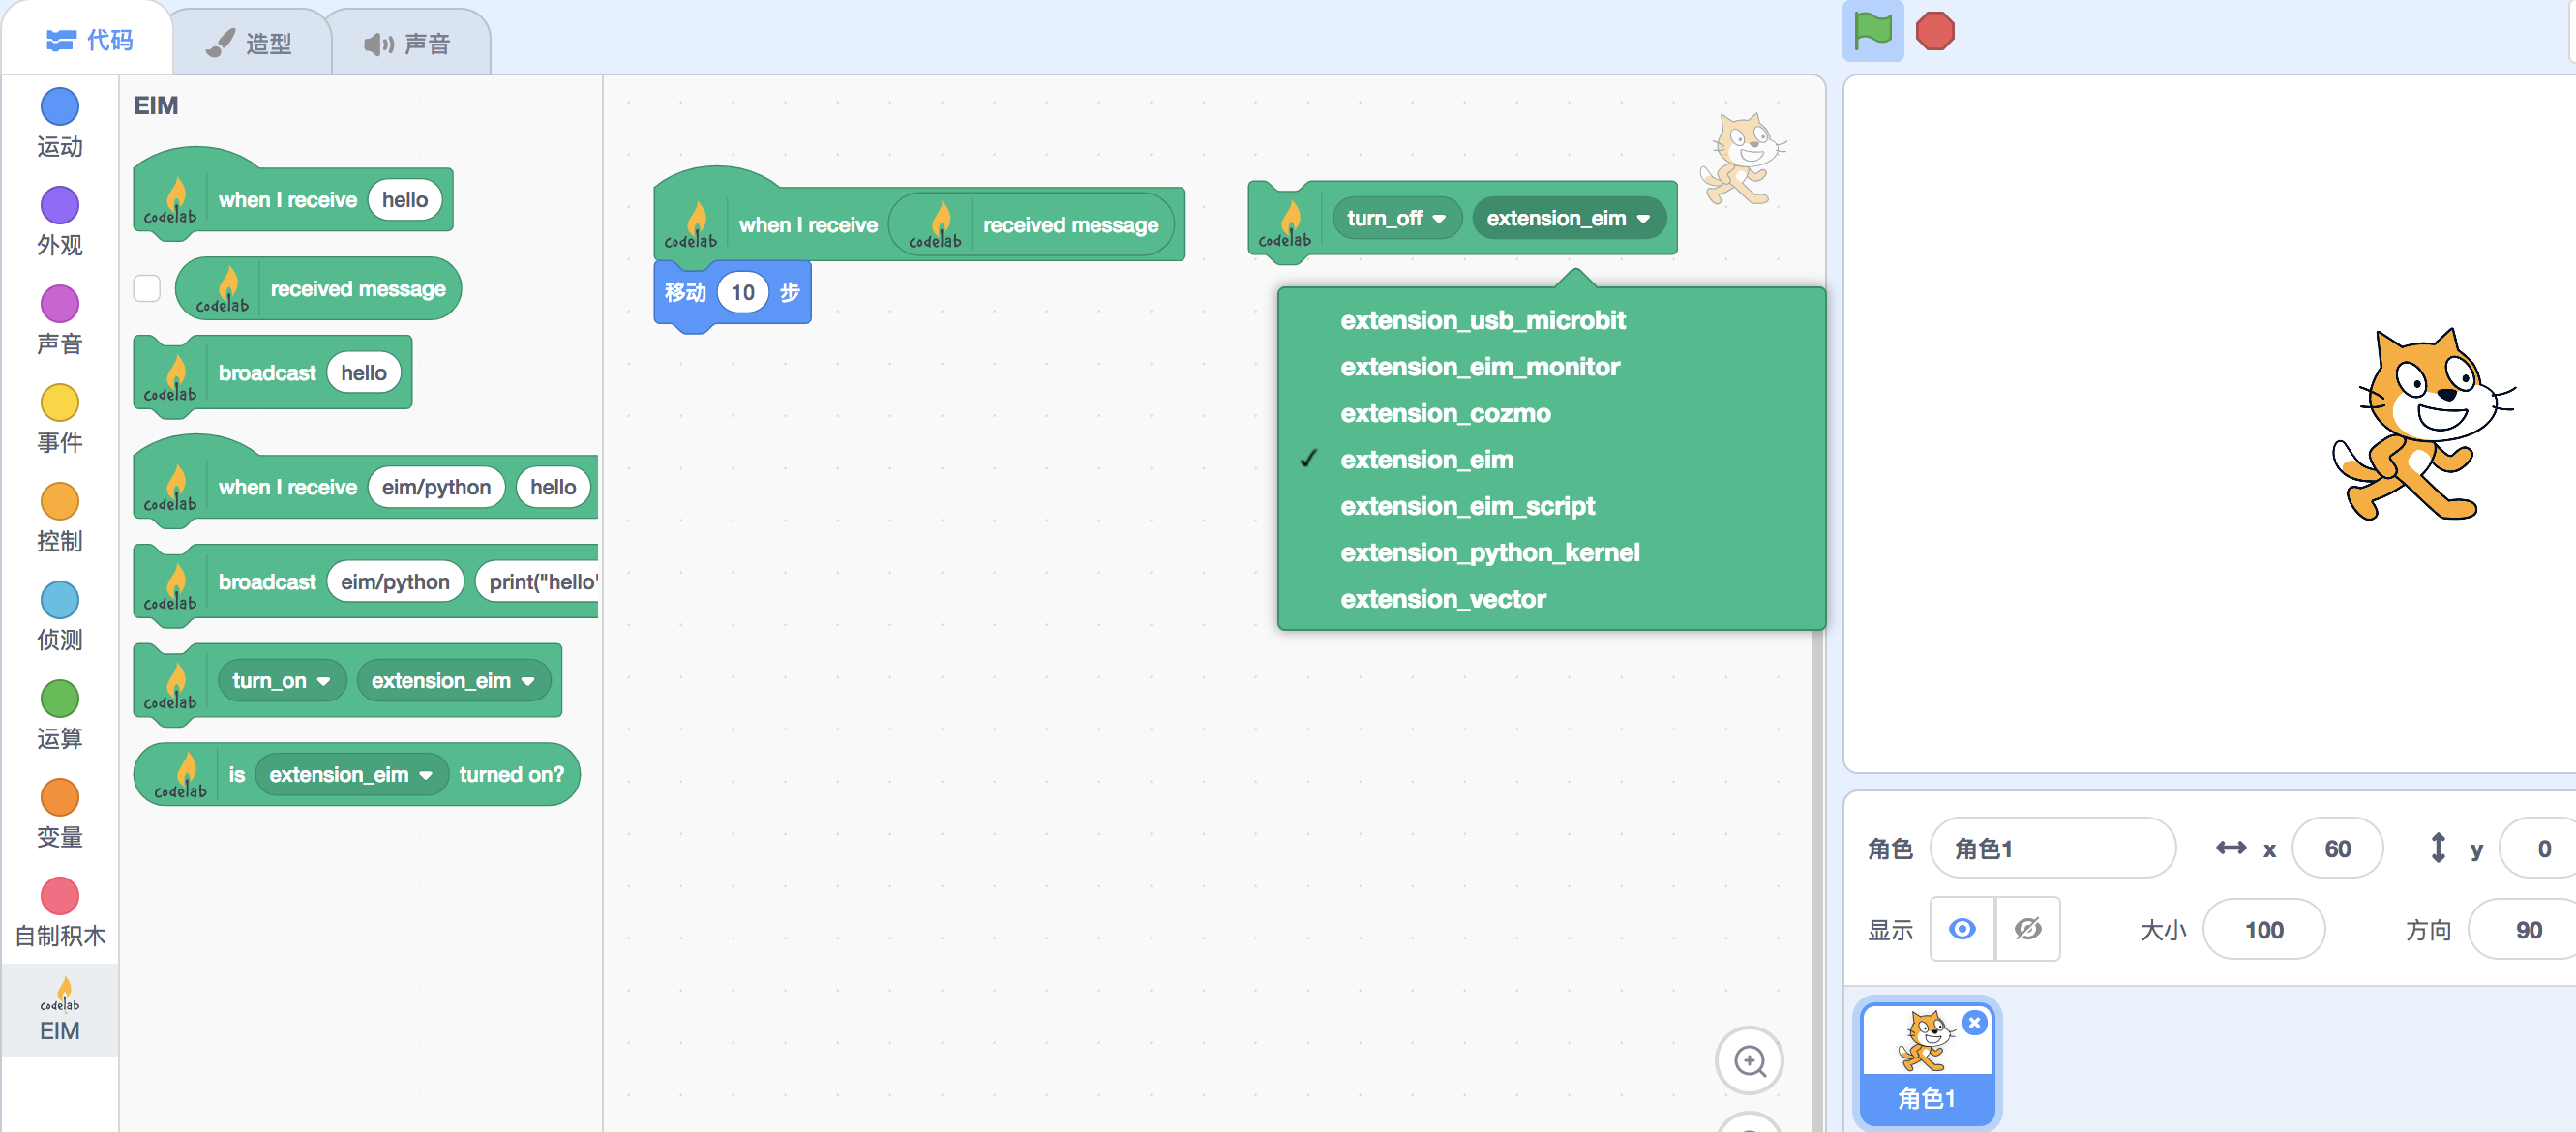 代码
造型
声音
运动
外观
声音
事件
控制
侦测
运算
变量
自制积木
codelab
EIM
EIM
codelab when I receive hello
codelab received message
codelab broadcast hello
codelab when I receive eim/python hello
codelab broadcast eim/python print("hello"
codelab turn_on extension_eim
codelab is extension_eim turned on?
codelab when I receive codelab received message
移动 10 步
codelab turn_off extension_eim
extension_usb_microbit
extension_eim_monitor
extension_cozmo
extension_eim
extension_eim_script
extension_python_kernel
extension_vector
角色 角色1 x 60 y 0
显示 大小 100 方向 90
角色1